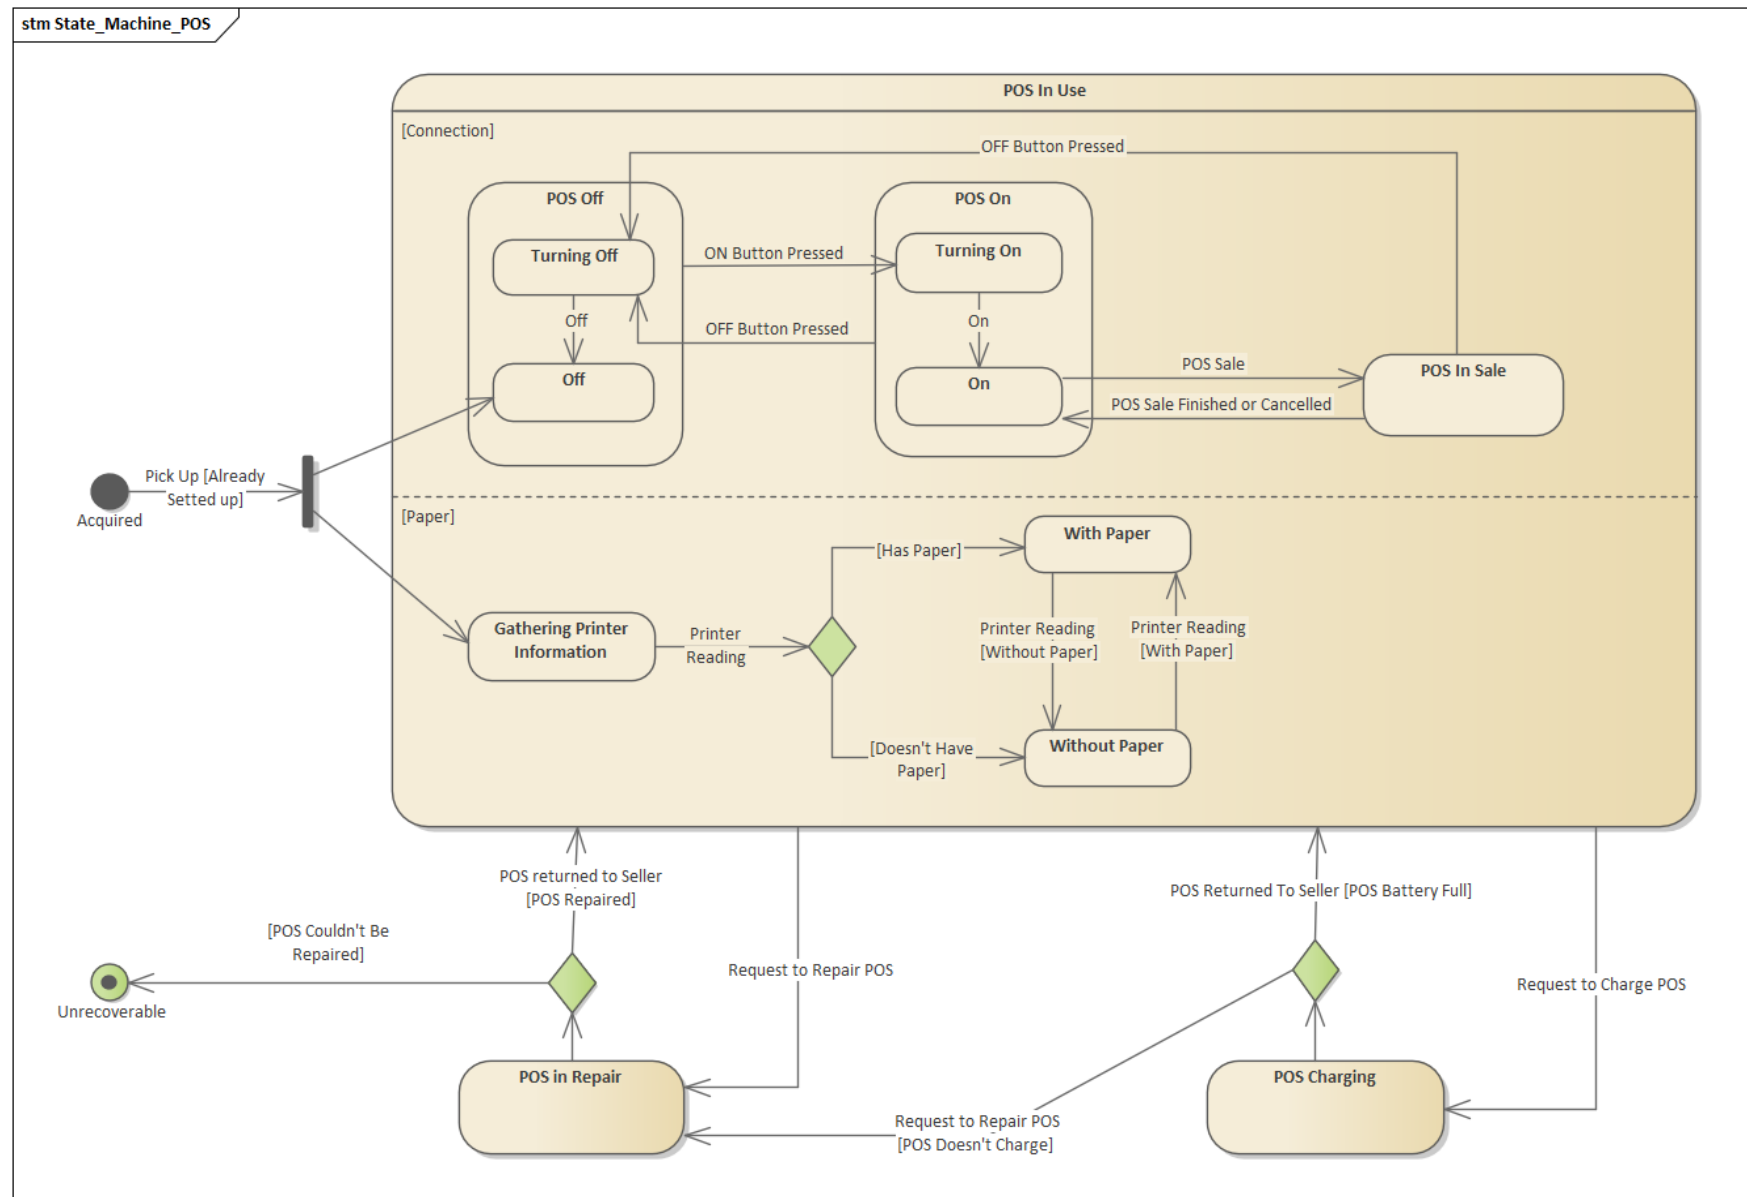 stm State_Machine_POS
POS In Use
[Connection]
OFF Button Pressed
POS Off
POS On
Turning Off
ON Button Pressed
Turning On
Off
OFF Button Pressed
On
Off
On
POS Sale
POS In Sale
POS Sale Finished or Cancelled
Pick Up [Already
Setted up]
Acquired
[Paper]
With Paper
[Has Paper]
Gathering Printer
Information
Printer
Reading
Printer Reading
[Without Paper]
Printer Reading
[With Paper]
[Doesn't Have
Paper]
Without Paper
POS returned to Seller
[POS Repaired]
POS Returned To Seller [POS Battery Full]
[POS Couldn't Be
Repaired]
Request to Repair POS
Request to Charge POS
Unrecoverable
POS in Repair
POS Charging
Request to Repair POS
[POS Doesn't Charge]